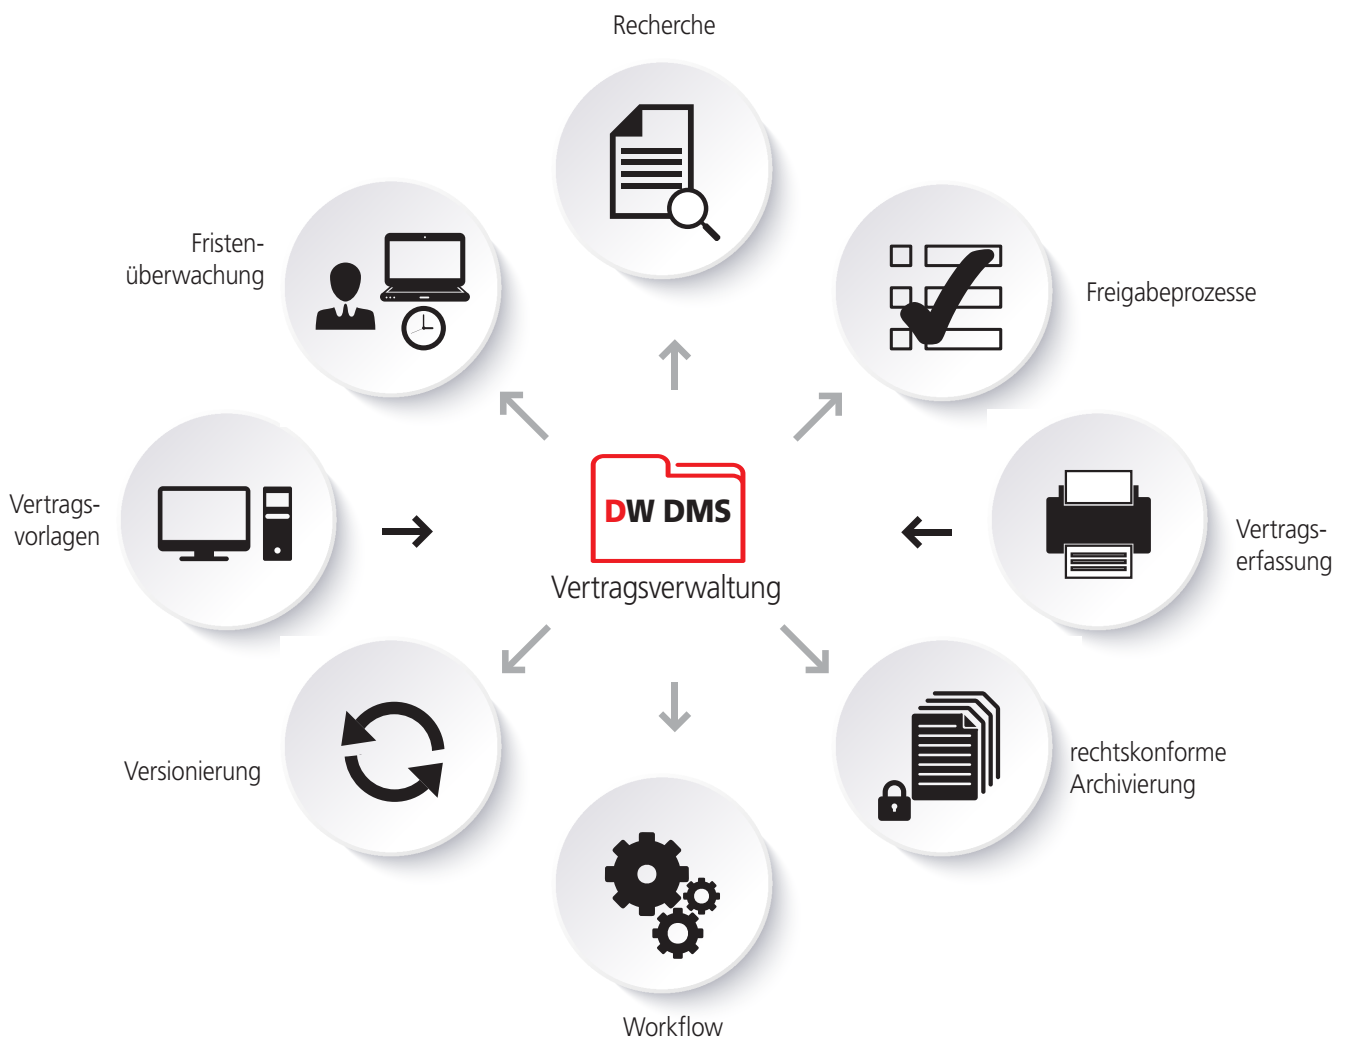 Recherche
Fristen-
überwachung
Freigabeprozesse
Vertrags-
vorlagen
DW DMS
Vertragsverwaltung
Vertrags-
erfassung
Versionierung
rechtskonforme
Archivierung
Workflow